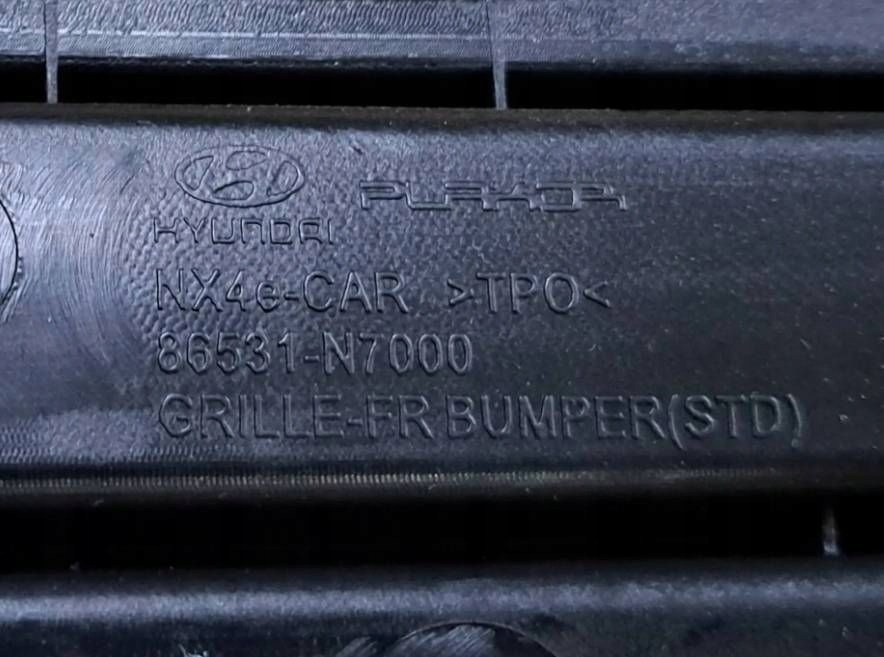 PLAKOR
HYUNDAI
NX4e-CAR >TPO<
86531-N7000
GRILLE-FR BUMPER(STD)